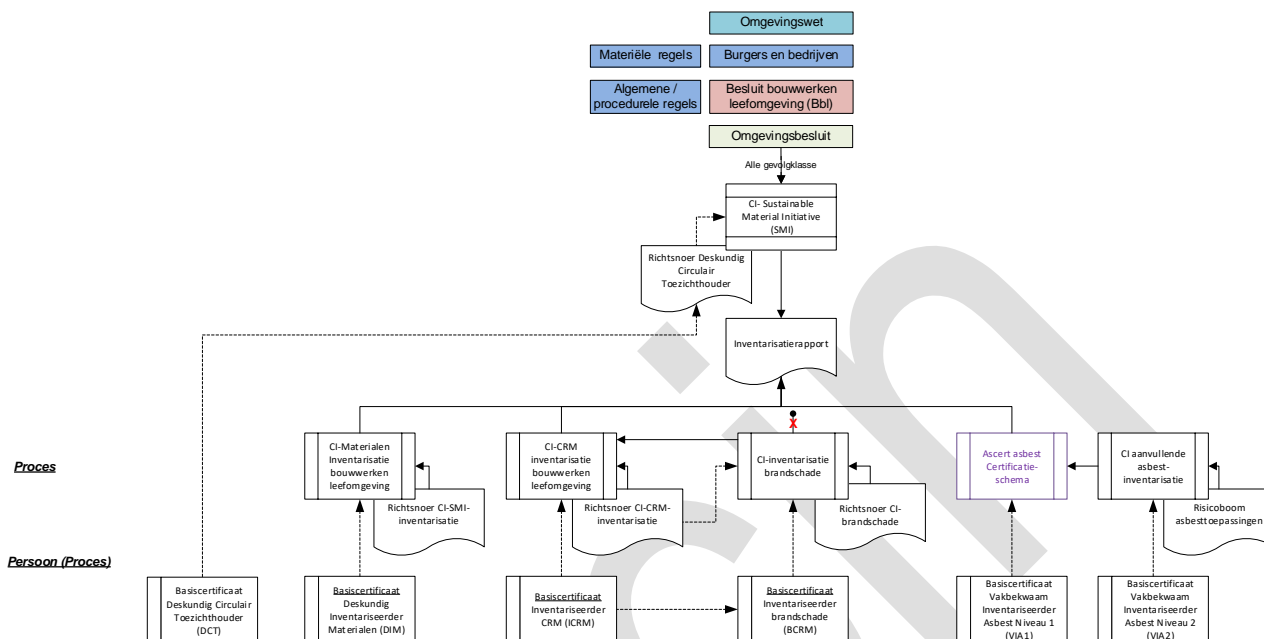 Omgevingswet
Materiële regels
Burgers en bedrijven
Algemene /
procedurele regels
Besluit bouwwerken
leefomgeving (Bbl)
Omgevingsbesluit
Alle gevolgklasse
CI- Sustainable
Material Initiative
(SMI)
Richtsnoer Deskundig
Circulair
Toezichthouder
Inventarisatierapport
Proces
CI-Materialen
Inventarisatie
bouwwerken
leefomgeving
CI-CRM
inventarisatie
bouwwerken
leefomgeving
X
CI-inventarisatie
brandschade
Ascert asbest
Certificatie-
schema
CI aanvullende
asbest-
inventarisatie
Richtsnoer CI-SMI-
inventarisatie
Richtsnoer CI-CRM-
inventarisatie
Richtsnoer CI-
brandschade
Risicoboom
asbesttoepassingen
Persoon (Proces)
Basiscertificaat
Deskundig Circulair
Toezichthouder
(DCT)
Basiscertificaat
Deskundig
Inventariseerder
Materialen (DIM)
Basiscertificaat
Inventariseerder
CRM (ICRM)
Basiscertificaat
Inventariseerder
brandschade
(BCRM)
Basiscertificaat
Vakbekwaam
Inventariseerder
Asbest Niveau 1
(VIA1)
Basiscertificaat
Vakbekwaam
Inventariseerder
Asbest Niveau 2
(VIA2)